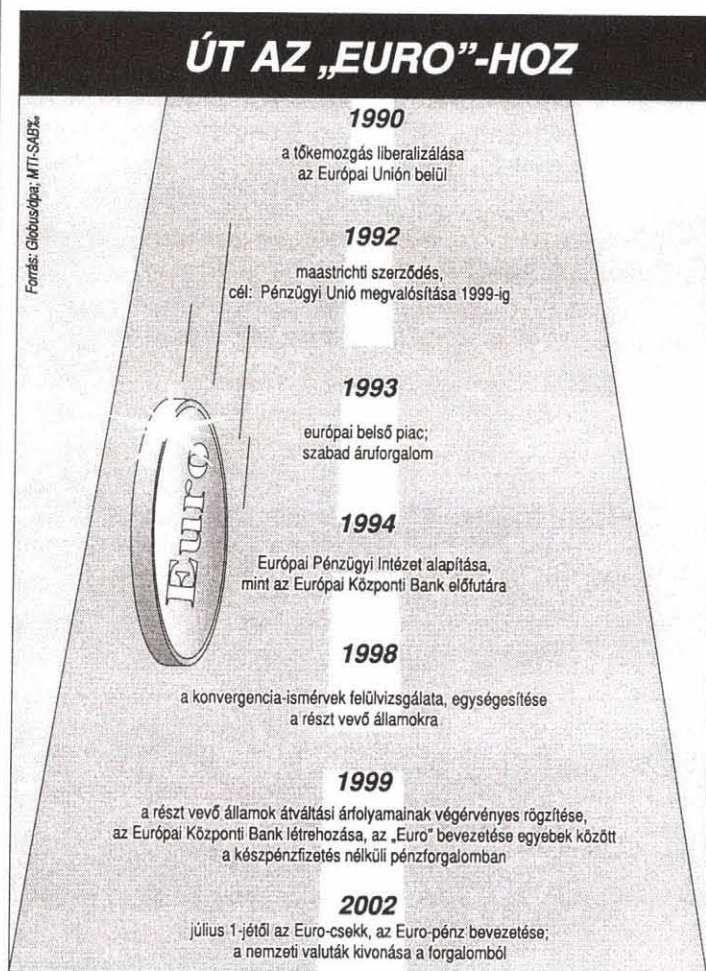 ÚT AZ „EURO”-HOZ
Forrás: Globus/dpa; MTI-SAB‰
1990
a tőkemozgás liberalizálása
az Európai Unión belül
1992
maastrichti szerződés,
cél: Pénzügyi Unió megvalósítása 1999-ig
1993
európai belső piac;
szabad áruforgalom
Euro
1994
Európai Pénzügyi Intézet alapítása,
mint az Európai Központi Bank előfutára
1998
a konvergencia-ismérvek felülvizsgálata, egységesítése
a részt vevő államokra
1999
a részt vevő államok átváltási árfolyamainak végérvényes rögzítése,
az Európai Központi Bank létrehozása, az „Euro” bevezetése egyebek között
a készpénzfizetés nélküli pénzforgalomban
2002
július 1-jétől az Euro-csekk, az Euro-pénz bevezetése;
a nemzeti valuták kivonása a forgalomból